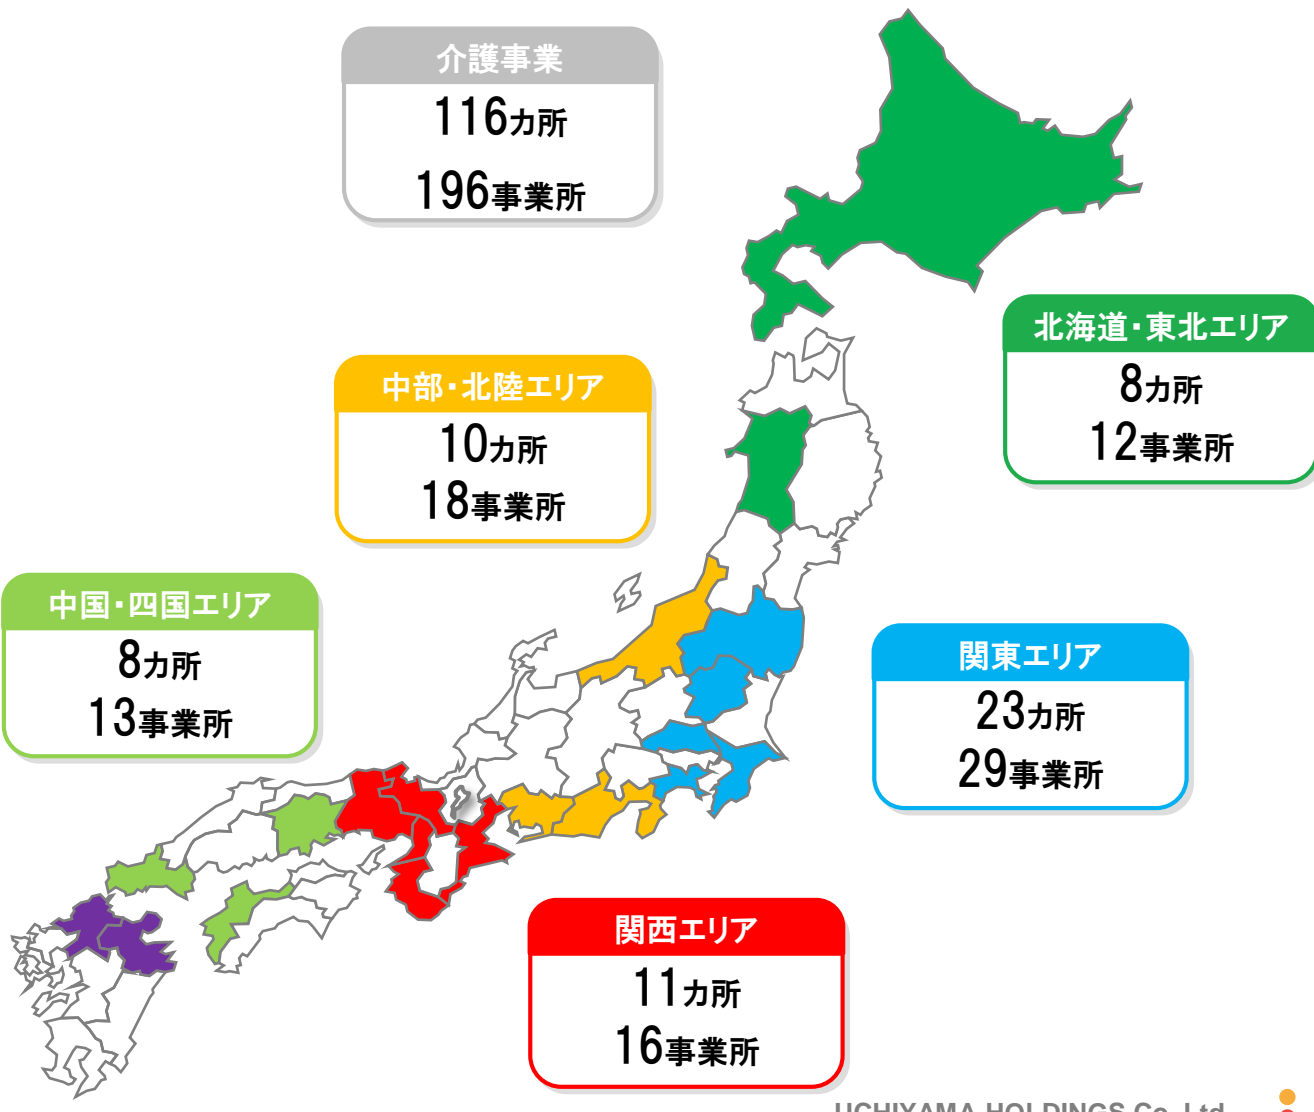 介護事業
116カ所
196事業所
北海道・東北エリア
8カ所
12事業所
中部・北陸エリア
10カ所
18事業所
中国・四国エリア
8カ所
13事業所
関東エリア
23カ所
29事業所
関西エリア
11カ所
16事業所
UCHIYAMA HOLDINGS Co.,Ltd.